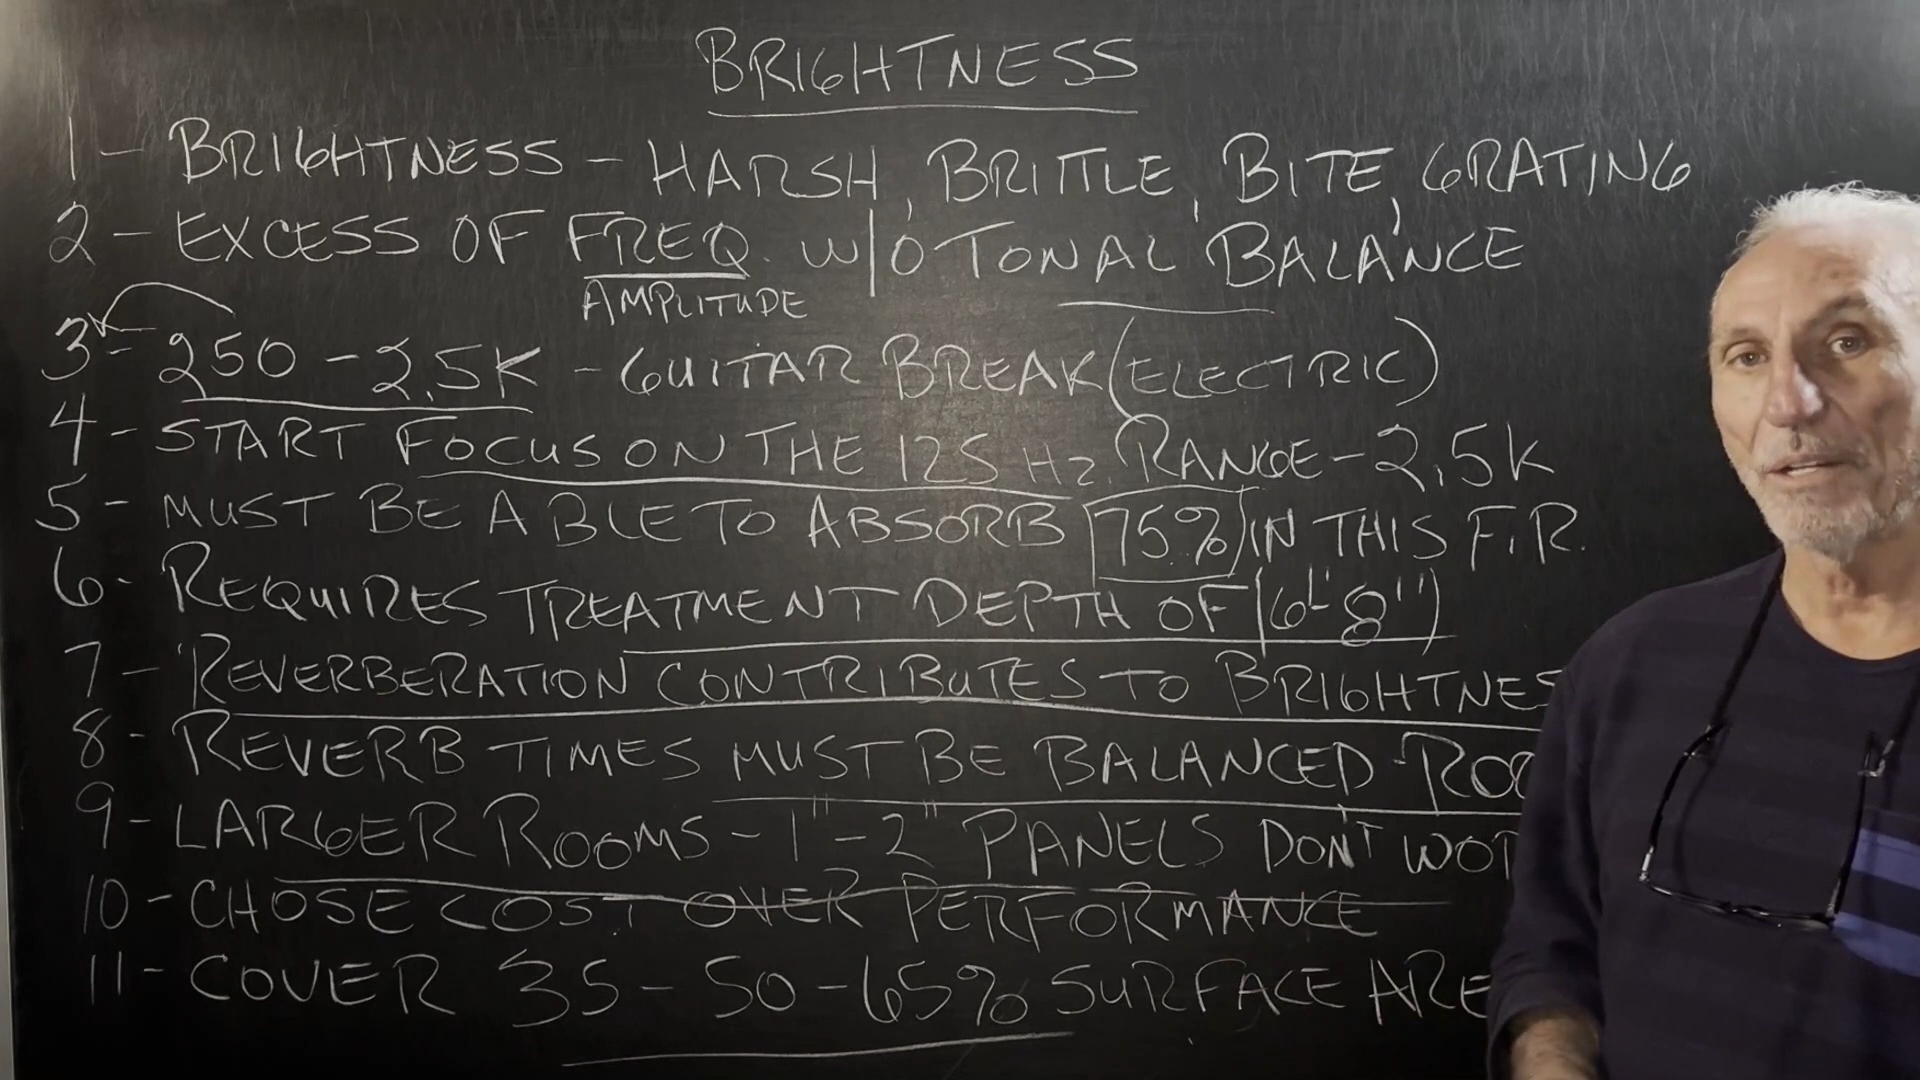 BRIGHTNESS
1 - BRIGHTNESS - HARSH, BRITTLE, BITE, GRATING
2 - EXCESS OF FREQ. W/O TONAL BALANCE
AMPLITUDE
3 - 250 - 2.5K - GUITAR BREAK (ELECTRIC)
4 - START FOCUS ON THE 125 HZ. RANGE - 2.5K
5 - MUST BE ABLE TO ABSORB 75% IN THIS F.R.
6 - REQUIRES TREATMENT DEPTH OF (6" - 8")
7 - REVERBERATION CONTRIBUTES TO BRIGHTNES
8 - REVERB TIMES MUST BE BALANCED - ROO
9 - LARGER ROOMS - 1" - 2" PANELS DON'T WOR
10 - CHOSE COST OVER PERFORMANCE
11 - COVER 35 - 50 - 65% SURFACE ARE